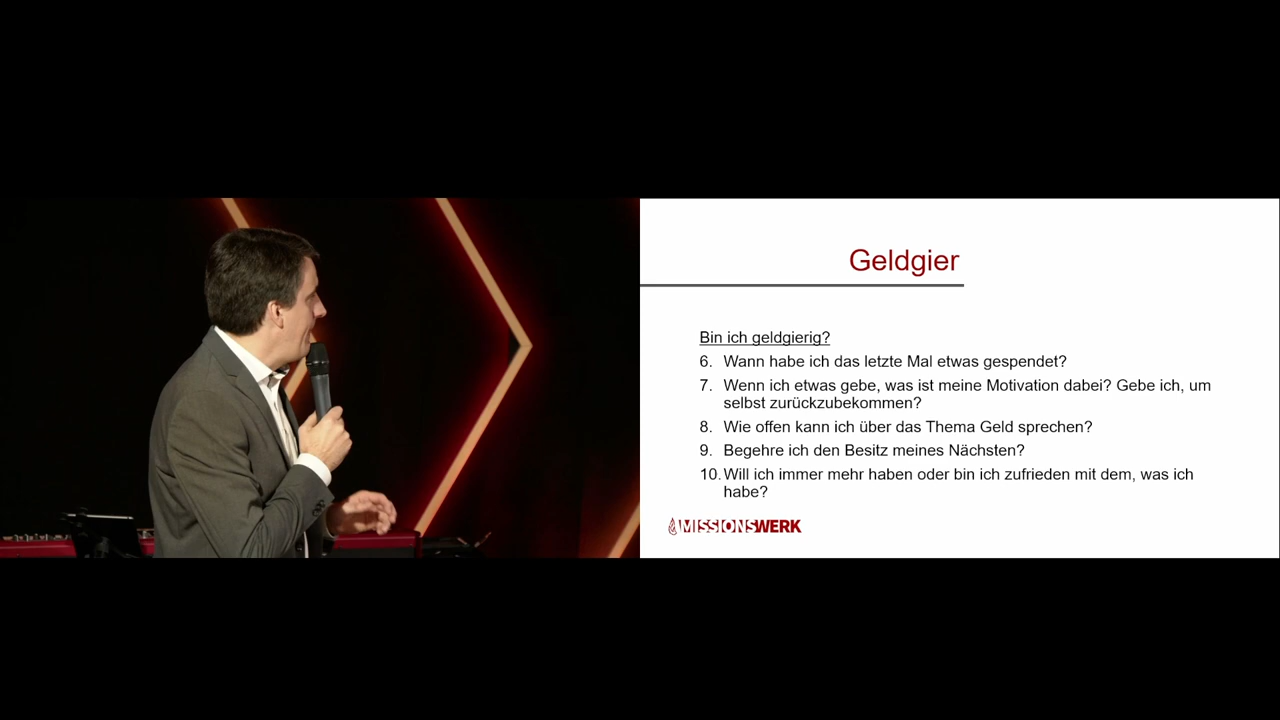 Geldgier
Bin ich geldgierig?
6. Wann habe ich das letzte Mal etwas gespendet?
7. Wenn ich etwas gebe, was ist meine Motivation dabei? Gebe ich, um
selbst zurückzubekommen?
8. Wie offen kann ich über das Thema Geld sprechen?
9. Begehre ich den Besitz meines Nächsten?
10. Will ich immer mehr haben oder bin ich zufrieden mit dem, was ich
habe?
MISSIONSWERK